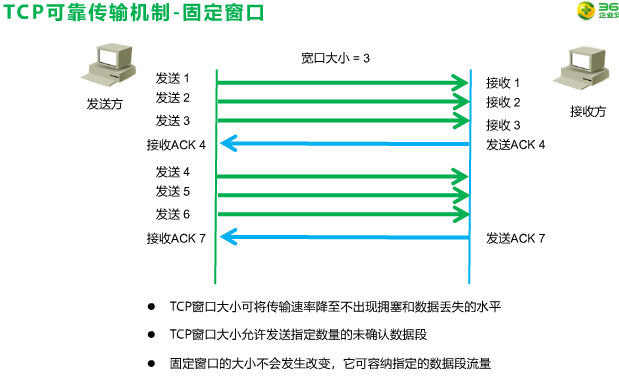 TCP可靠传输机制-固定窗口
36
企业安
宽口大小 = 3
发送方
接收方
发送 1
接收 1
发送 2
接收 2
发送 3
接收 3
接收ACK 4
发送ACK 4
发送 4
发送 5
发送 6
接收ACK 7
发送ACK 7
TCP窗口大小可将传输速率降至不出现拥塞和数据丢失的水平
TCP窗口大小允许发送指定数量的未确认数据段
固定窗口的大小不会发生改变，它可容纳指定的数据段流量